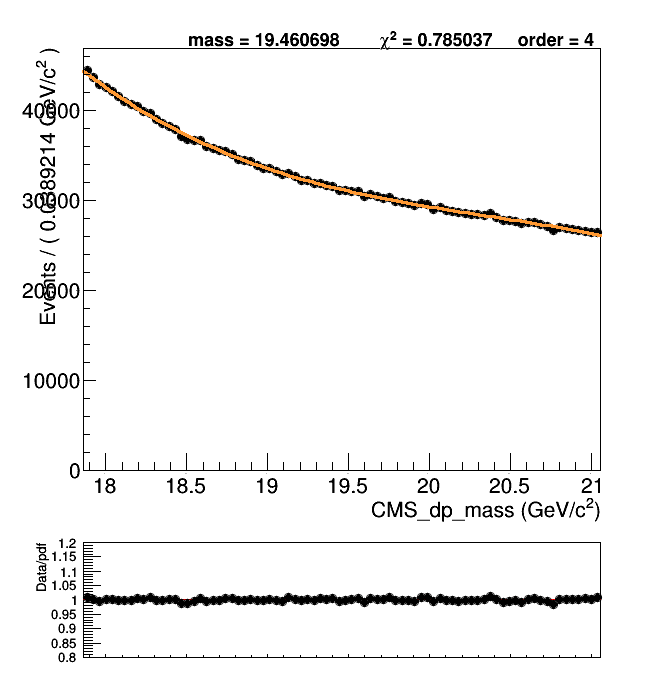 mass = 19.460698 χ² = 0.785037 order = 4
Events / ( 0.0389214 GeV/c² )
40000
30000
20000
10000
0
18 18.5 19 19.5 20 20.5 21
CMS_dp_mass (GeV/c²)
Data/pdf
1.2
1.15
1.1
1.05
1
0.95
0.9
0.85
0.8